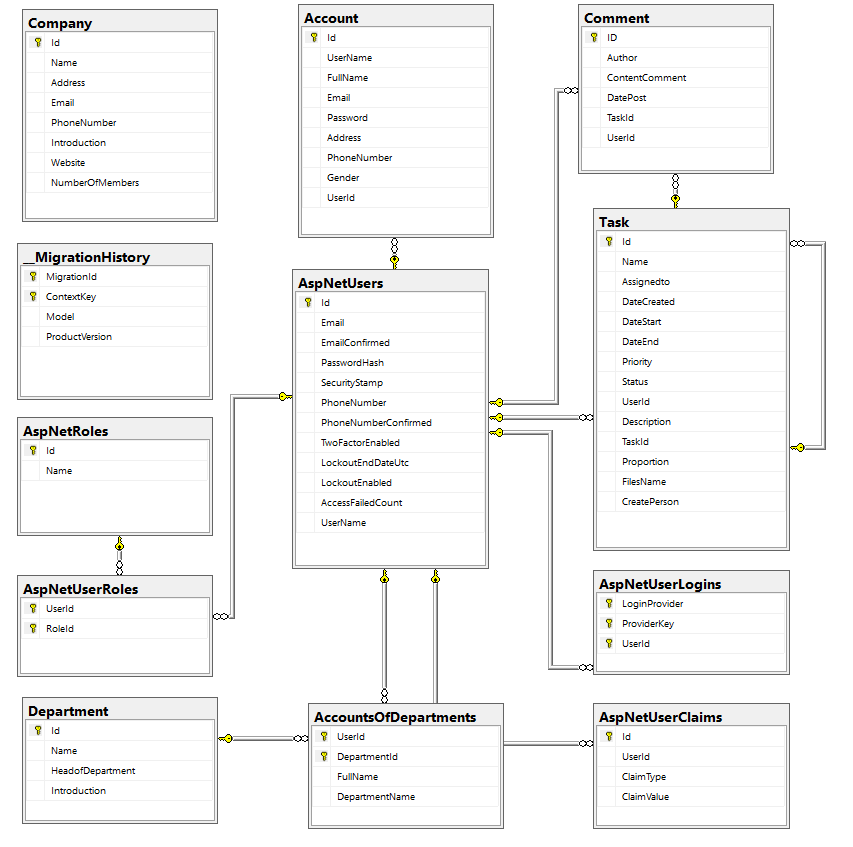 Company
Id
Name
Address
Email
PhoneNumber
Introduction
Website
NumberOfMembers
Account
Id
UserName
FullName
Email
Password
Address
PhoneNumber
Gender
UserId
Comment
ID
Author
ContentComment
DatePost
TaskId
UserId
__MigrationHistory
MigrationId
ContextKey
Model
ProductVersion
AspNetUsers
Id
Email
EmailConfirmed
PasswordHash
SecurityStamp
PhoneNumber
PhoneNumberConfirmed
TwoFactorEnabled
LockoutEndDateUtc
LockoutEnabled
AccessFailedCount
UserName
Task
Id
Name
Assignedto
DateCreated
DateStart
DateEnd
Priority
Status
UserId
Description
TaskId
Proportion
FilesName
CreatePerson
AspNetRoles
Id
Name
AspNetUserRoles
UserId
RoleId
AspNetUserLogins
LoginProvider
ProviderKey
UserId
Department
Id
Name
HeadofDepartment
Introduction
AccountsOfDepartments
UserId
DepartmentId
FullName
DepartmentName
AspNetUserClaims
Id
UserId
ClaimType
ClaimValue